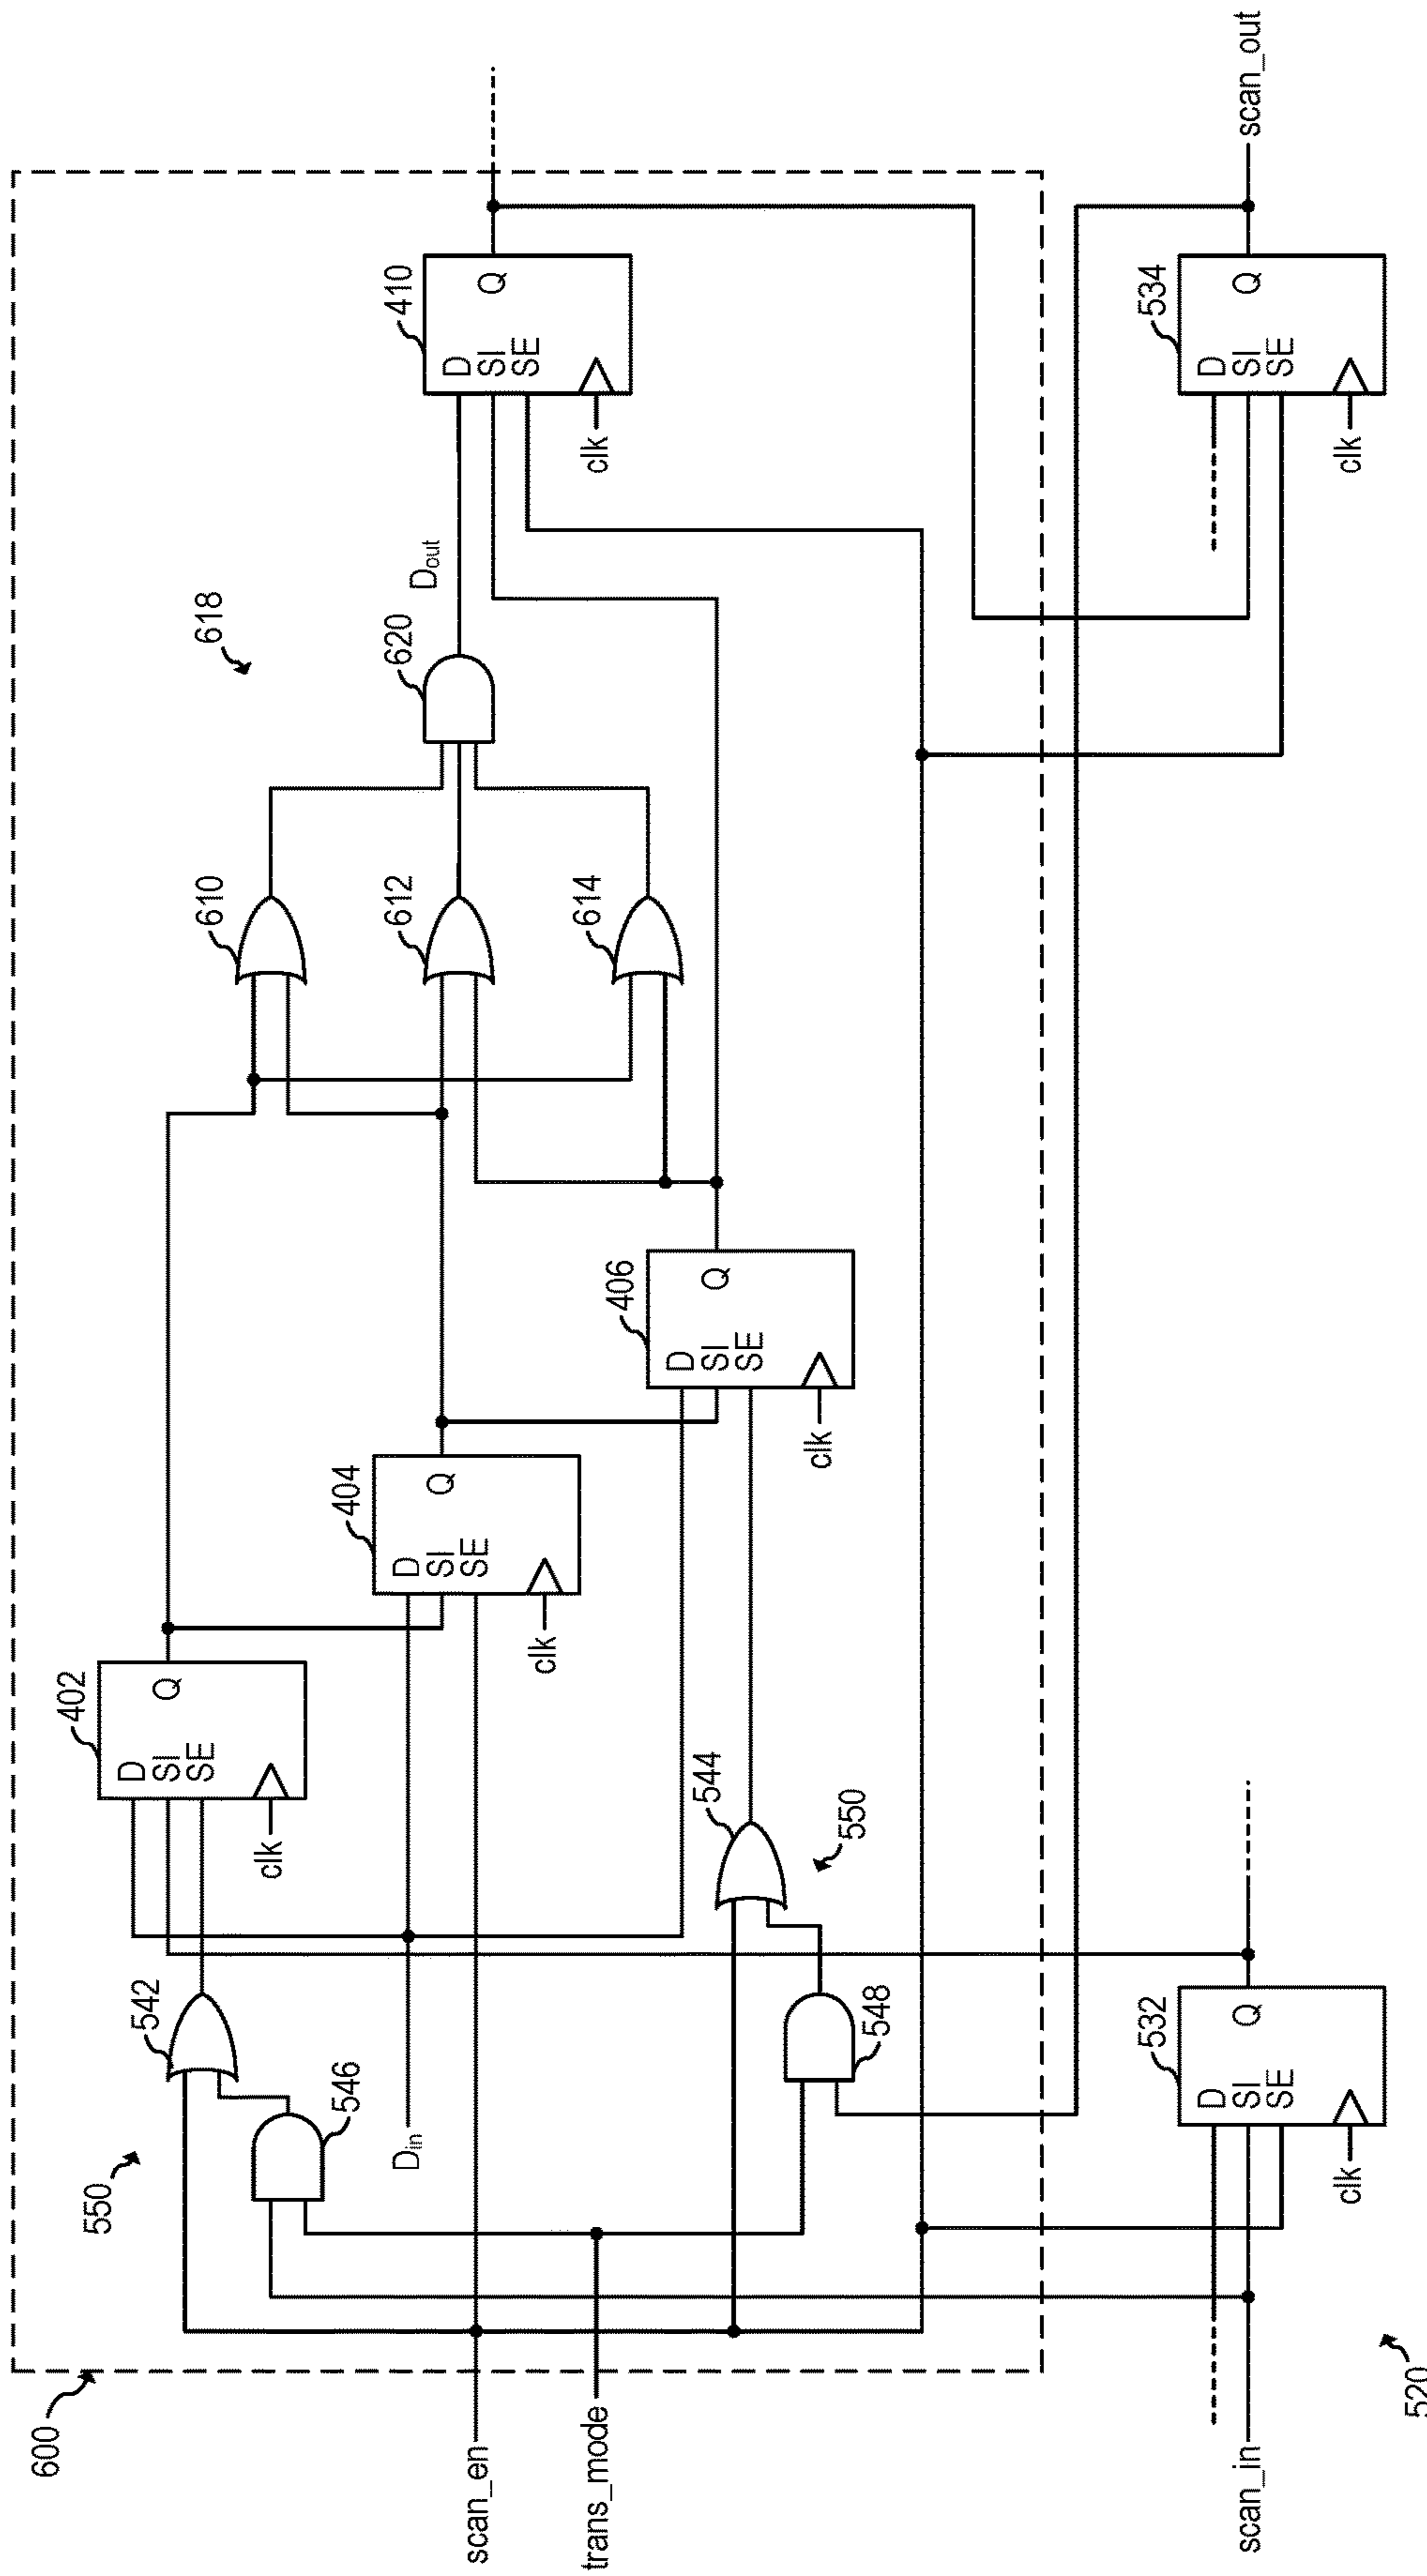 600
550
542
546
402
D
SI
SE
Q
clk
610
618
scan_en
trans_mode
D_in
404
D
SI
SE
Q
clk
612
620
D_out
410
D
SI
SE
Q
clk
548
544
550
406
D
SI
SE
Q
clk
614
scan_in
520
532
D
SI
SE
Q
clk
534
D
SI
SE
Q
clk
scan_out